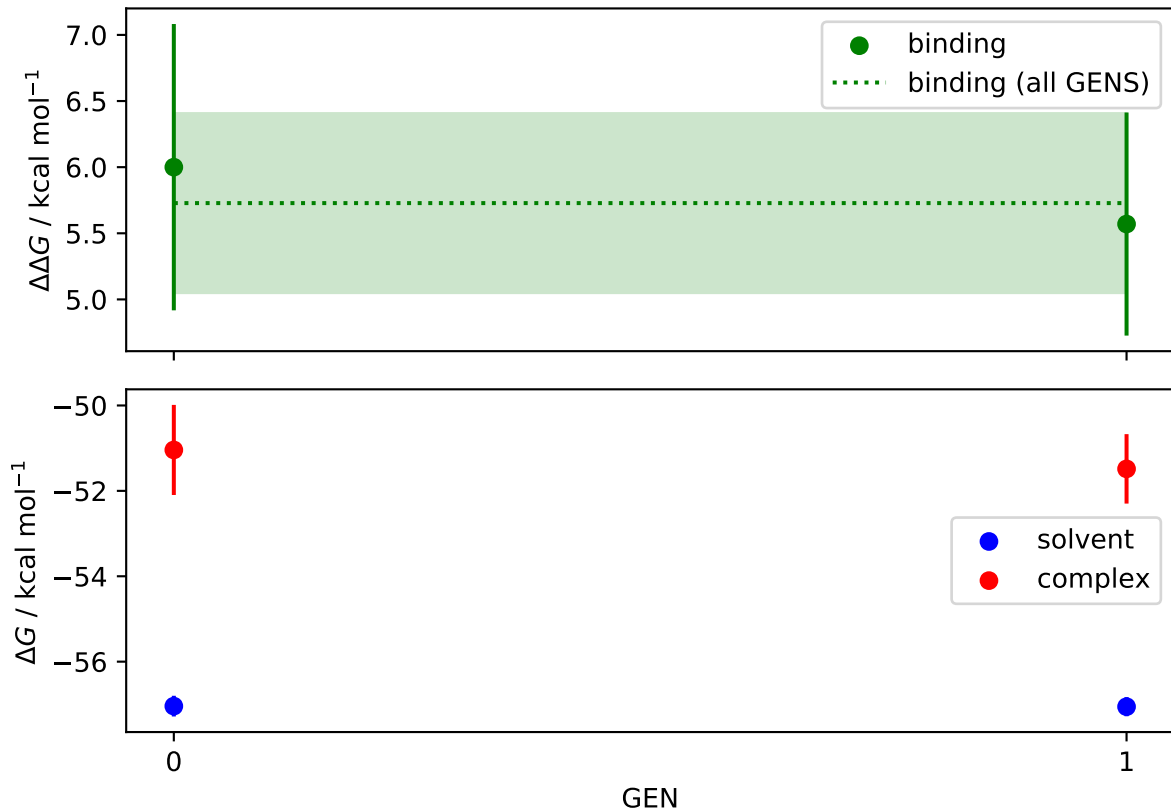 7.0
6.5
6.0
5.5
5.0
ΔΔG / kcal mol⁻¹
binding
binding (all GENS)
−50
−52
−54
−56
ΔG / kcal mol⁻¹
solvent
complex
0
1
GEN